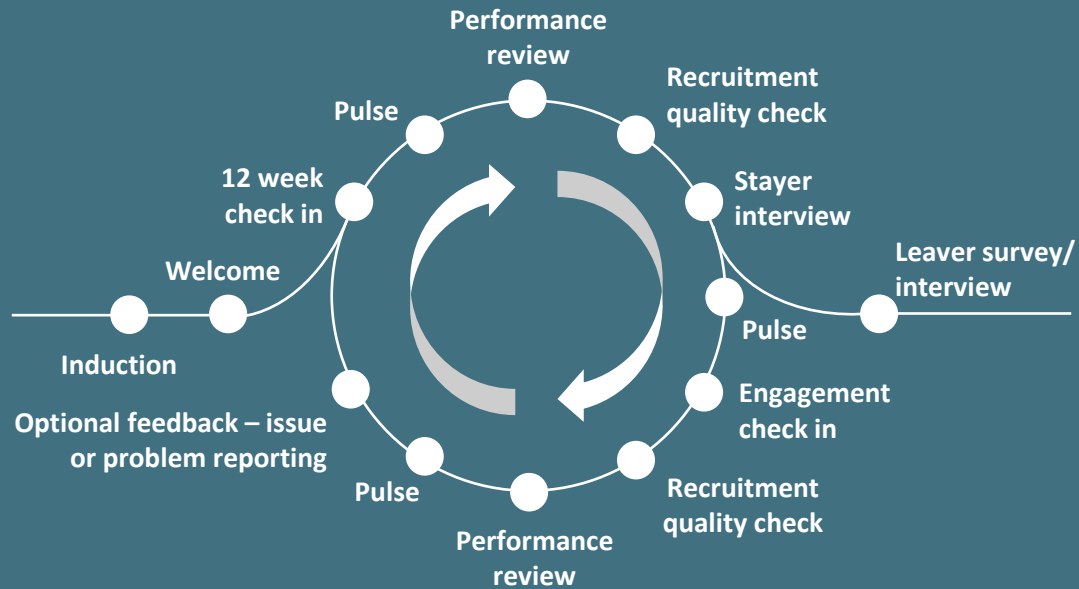 Performance
review
Recruitment
quality check
Pulse
12 week
check in
Stayer
interview
Welcome
Leaver survey/
interview
Induction
Pulse
Optional feedback – issue
or problem reporting
Engagement
check in
Pulse
Recruitment
quality check
Performance
review